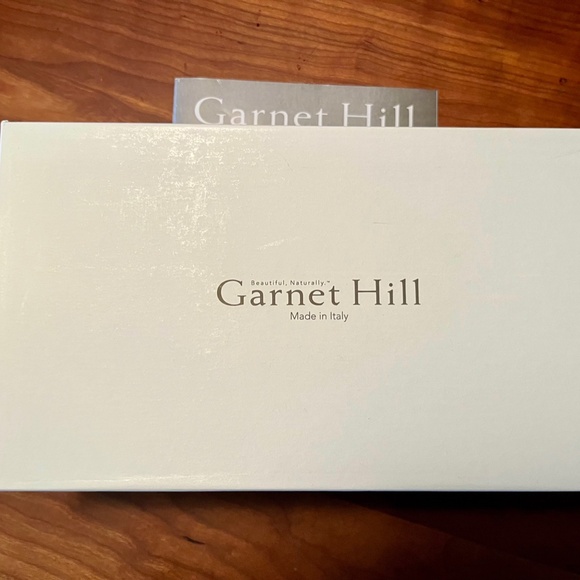 Garnet Hill
Beautiful, Naturally.™
Garnet Hill
Made in Italy